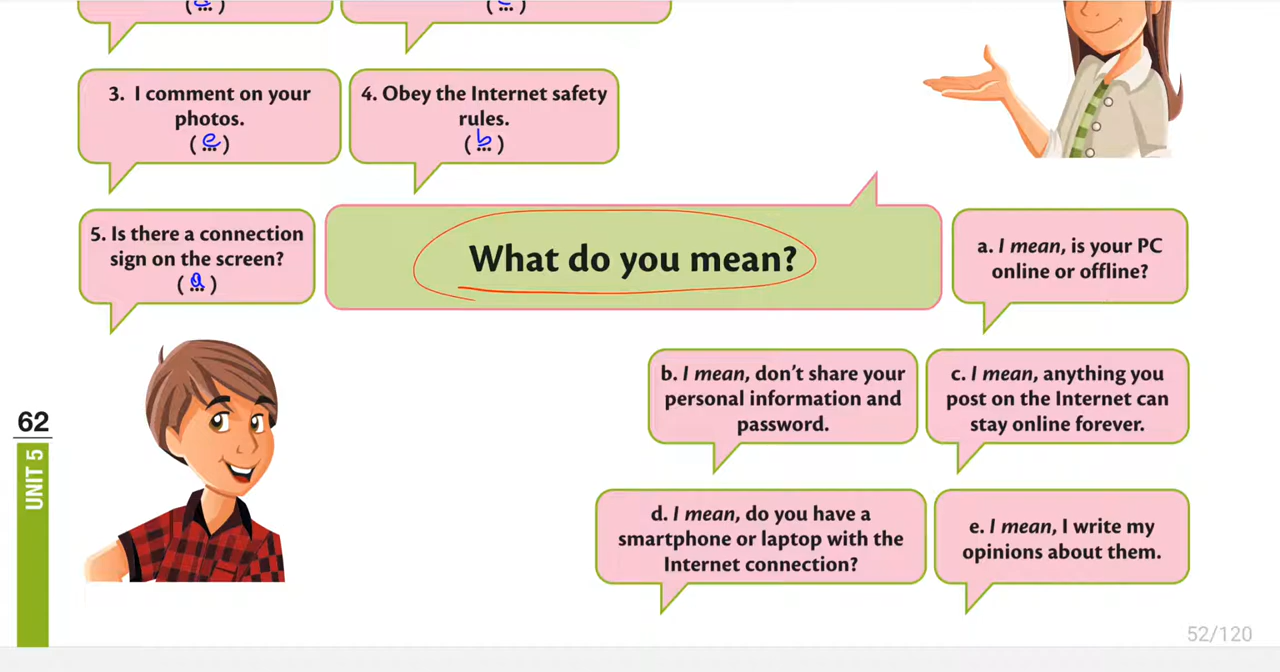 3. I comment on your
photos.
(e)
4. Obey the Internet safety
rules.
(b)
5. Is there a connection
sign on the screen?
(a)
What do you mean?
a. I mean, is your PC
online or offline?
b. I mean, don't share your
personal information and
password.
c. I mean, anything you
post on the Internet can
stay online forever.
d. I mean, do you have a
smartphone or laptop with the
Internet connection?
e. I mean, I write my
opinions about them.
62
UNIT 5
52/120